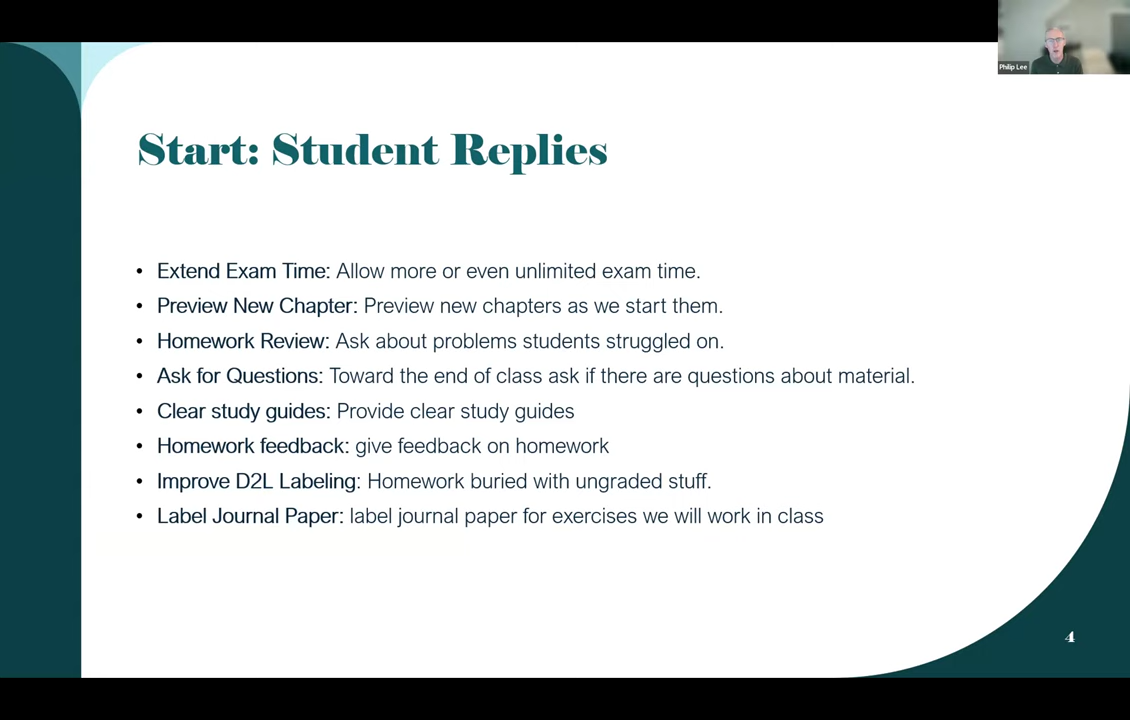 Philip Lee
Start: Student Replies
• Extend Exam Time: Allow more or even unlimited exam time.
• Preview New Chapter: Preview new chapters as we start them.
• Homework Review: Ask about problems students struggled on.
• Ask for Questions: Toward the end of class ask if there are questions about material.
• Clear study guides: Provide clear study guides
• Homework feedback: give feedback on homework
• Improve D2L Labeling: Homework buried with ungraded stuff.
• Label Journal Paper: label journal paper for exercises we will work in class
4